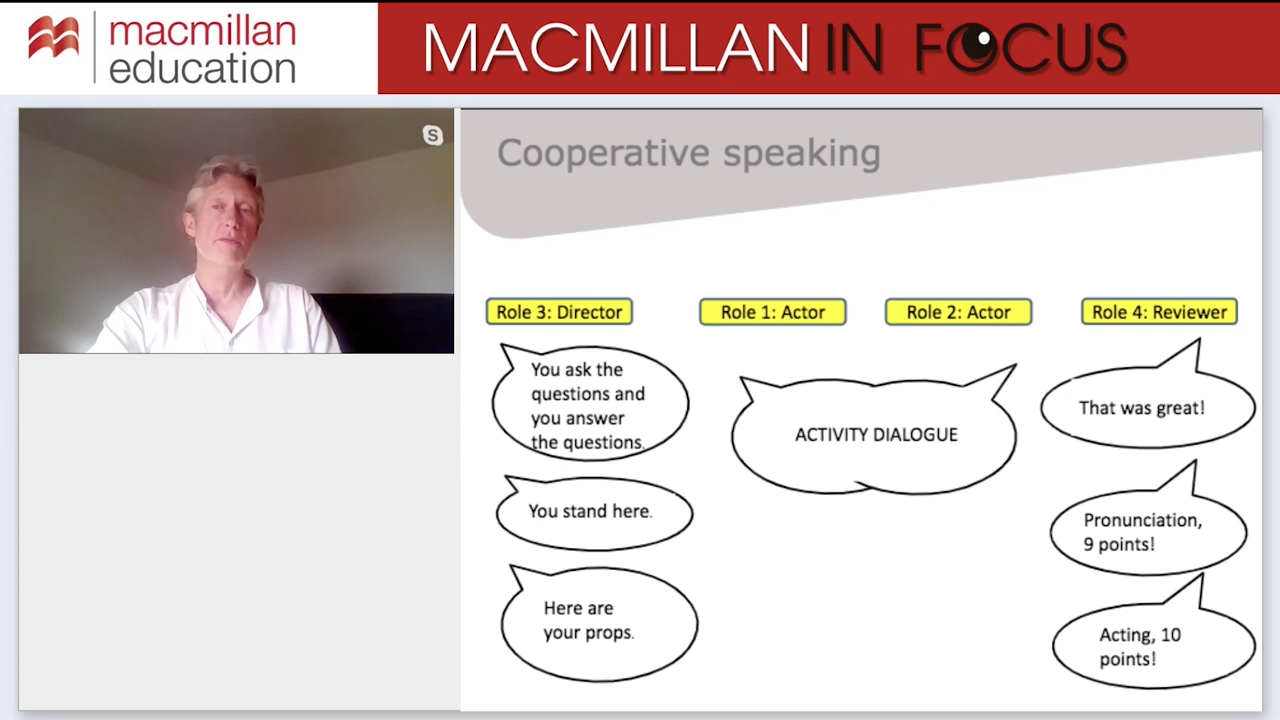 macmillan
education
MACMILLAN IN FOCUS
S
Cooperative speaking
Role 3: Director
Role 1: Actor
Role 2: Actor
Role 4: Reviewer
You ask the
questions and
you answer
the questions.
You stand here.
Here are
your props.
ACTIVITY DIALOGUE
That was great!
Pronunciation,
9 points!
Acting, 10
points!